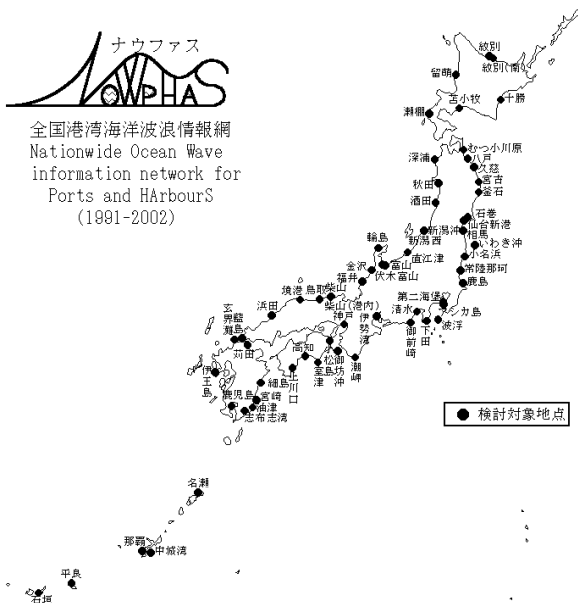 ナウファス
NOWPHAS
全国港湾海洋波浪情報網
Nationwide Ocean Wave
information network for
Ports and HArbourS
(1991-2002)
紋別
紋別(南)
留萌
苫小牧
十勝
瀬棚
むつ小川原
深浦
八戸
久慈
秋田
宮古
釜石
酒田
石巻
仙台新港
相馬
輪島
新潟沖
新潟西
いわき沖
直江津
小名浜
金沢
富山
伏木富山
福井
常陸那珂
鹿島
境港
鳥取
柴山
柴山(港内)
第二海堡
アシカ島
清水
浜田
神戸
伊勢湾
下田
波浮
御前崎
玄界灘
藍島
苅田
高知
室津
松島
御坊沖
潮岬
上川口
伊王島
細島
鹿児島
宮崎
油津
志布志湾
検討対象地点
名瀬
那覇
中城湾
平良
石垣